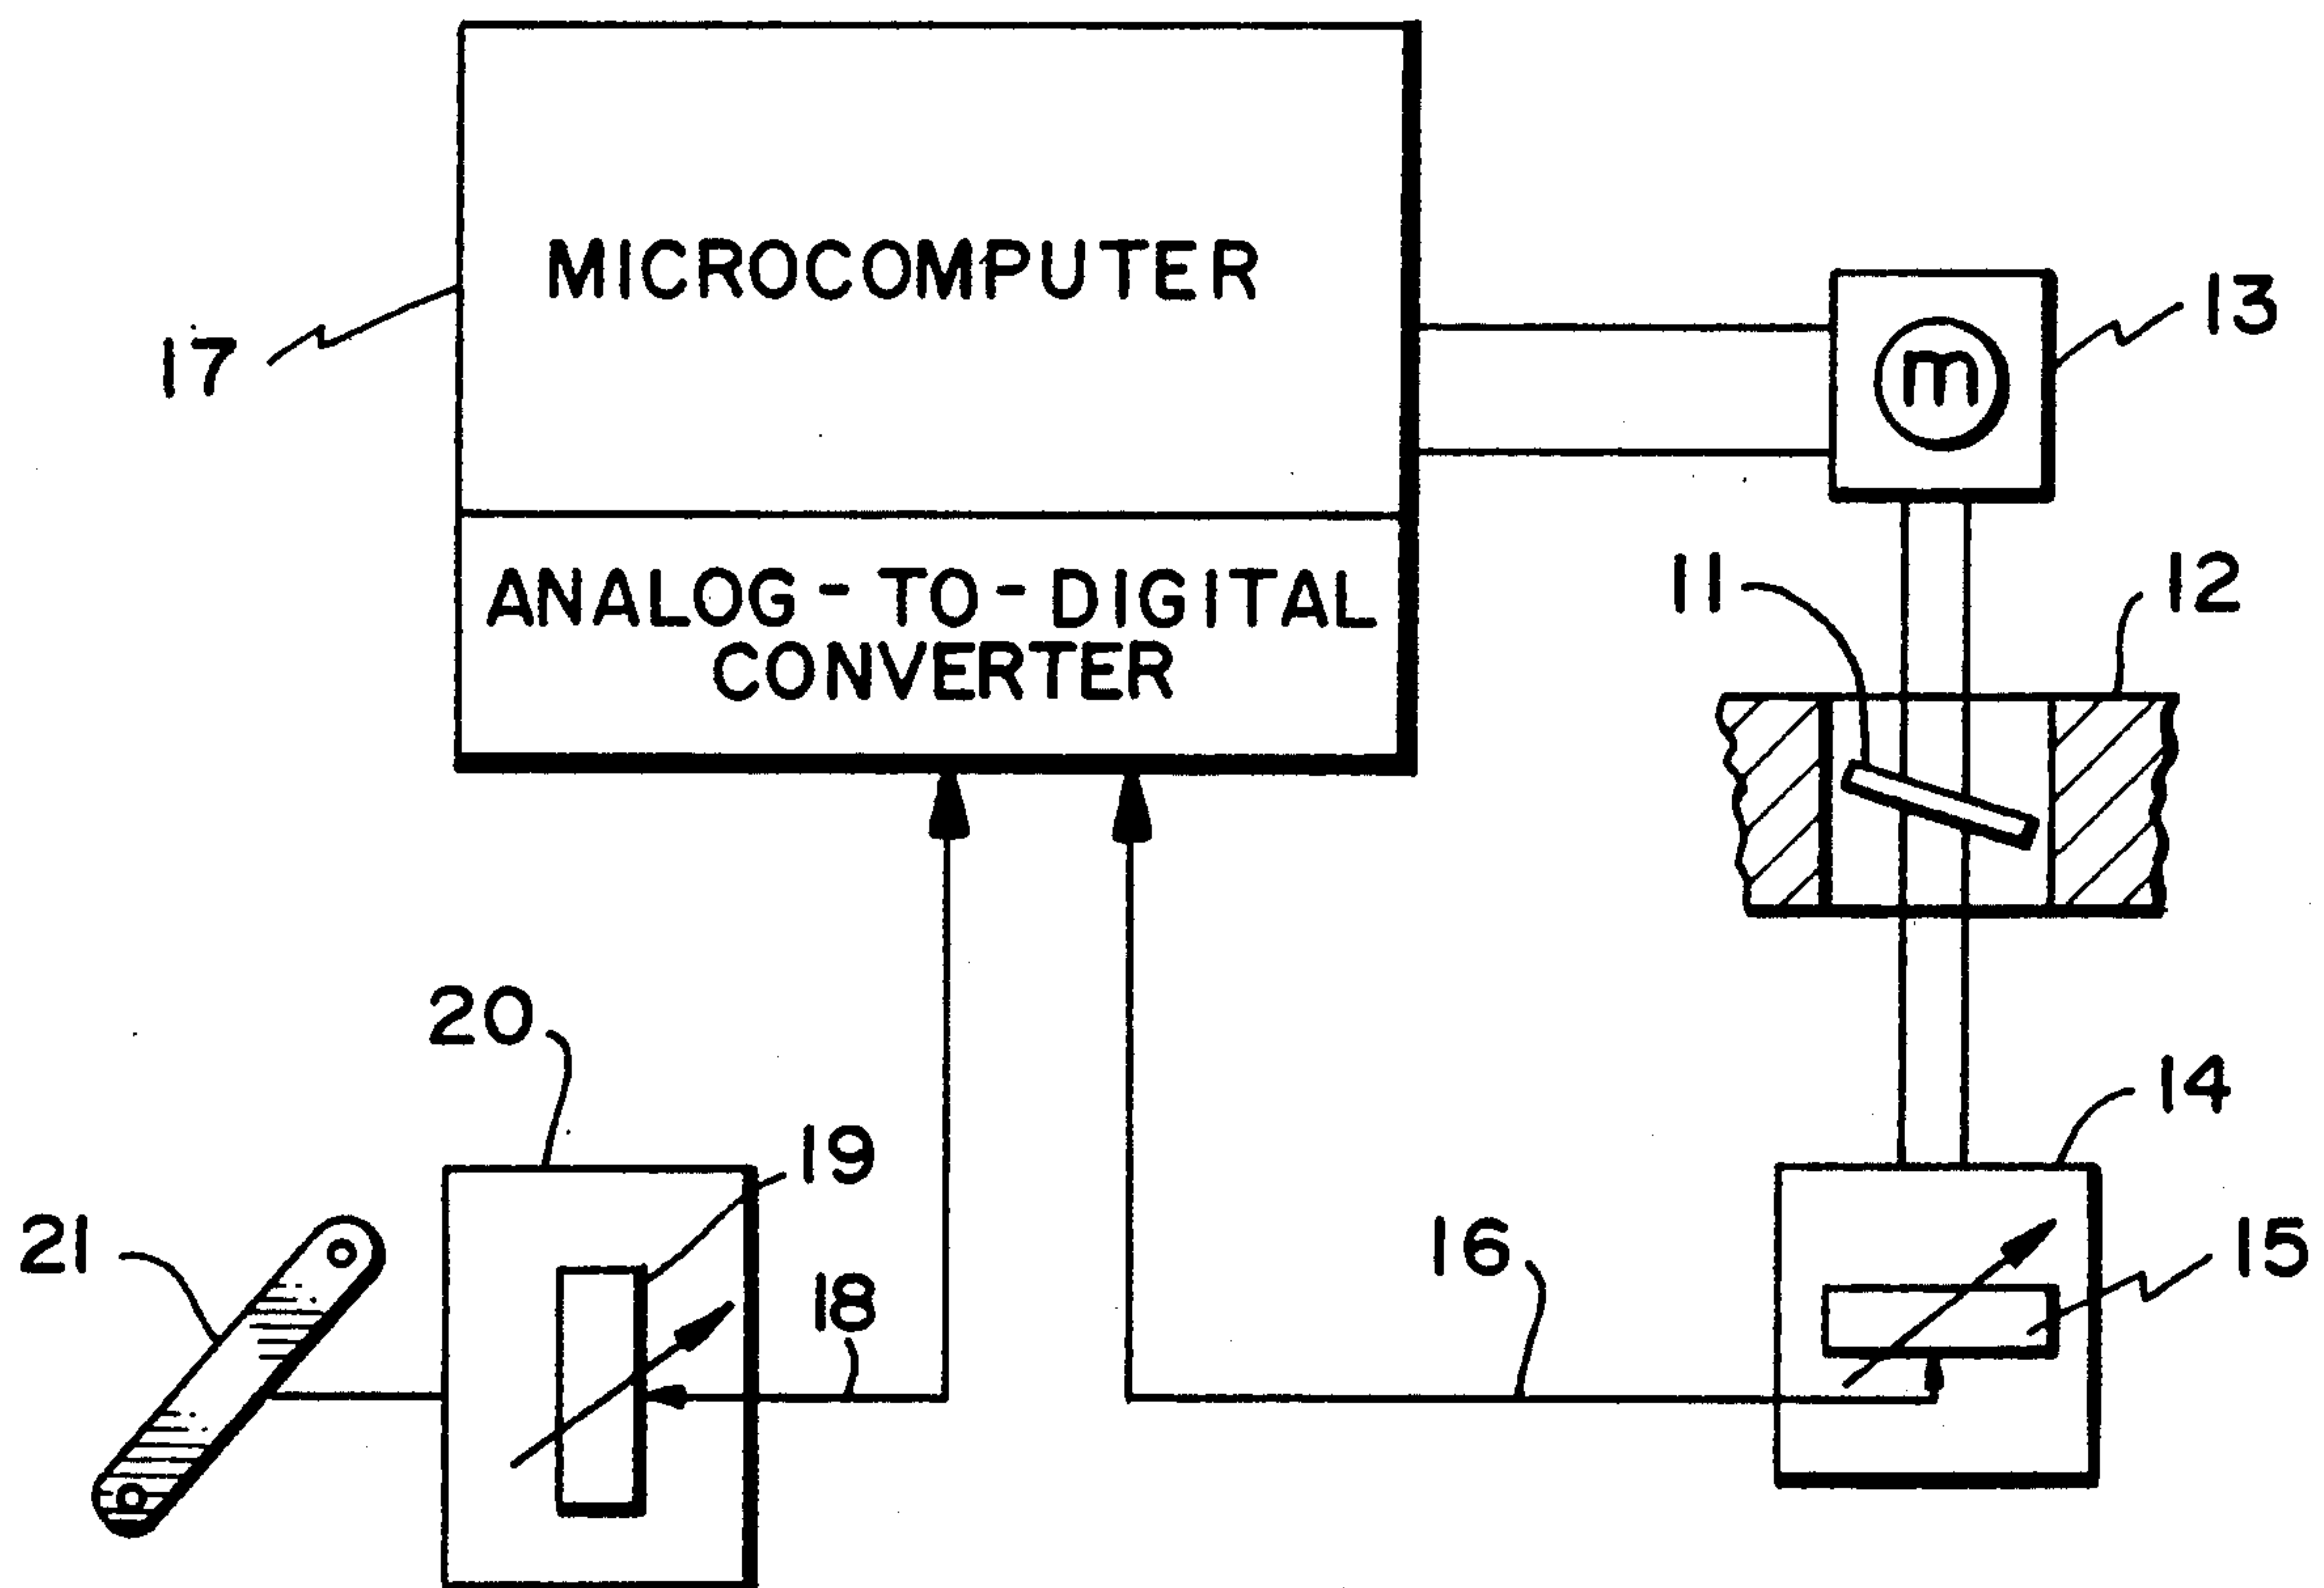 MICROCOMPUTER
17
13
m
ANALOG-TO-DIGITAL
CONVERTER
11
12
20
14
19
21
18
16
15